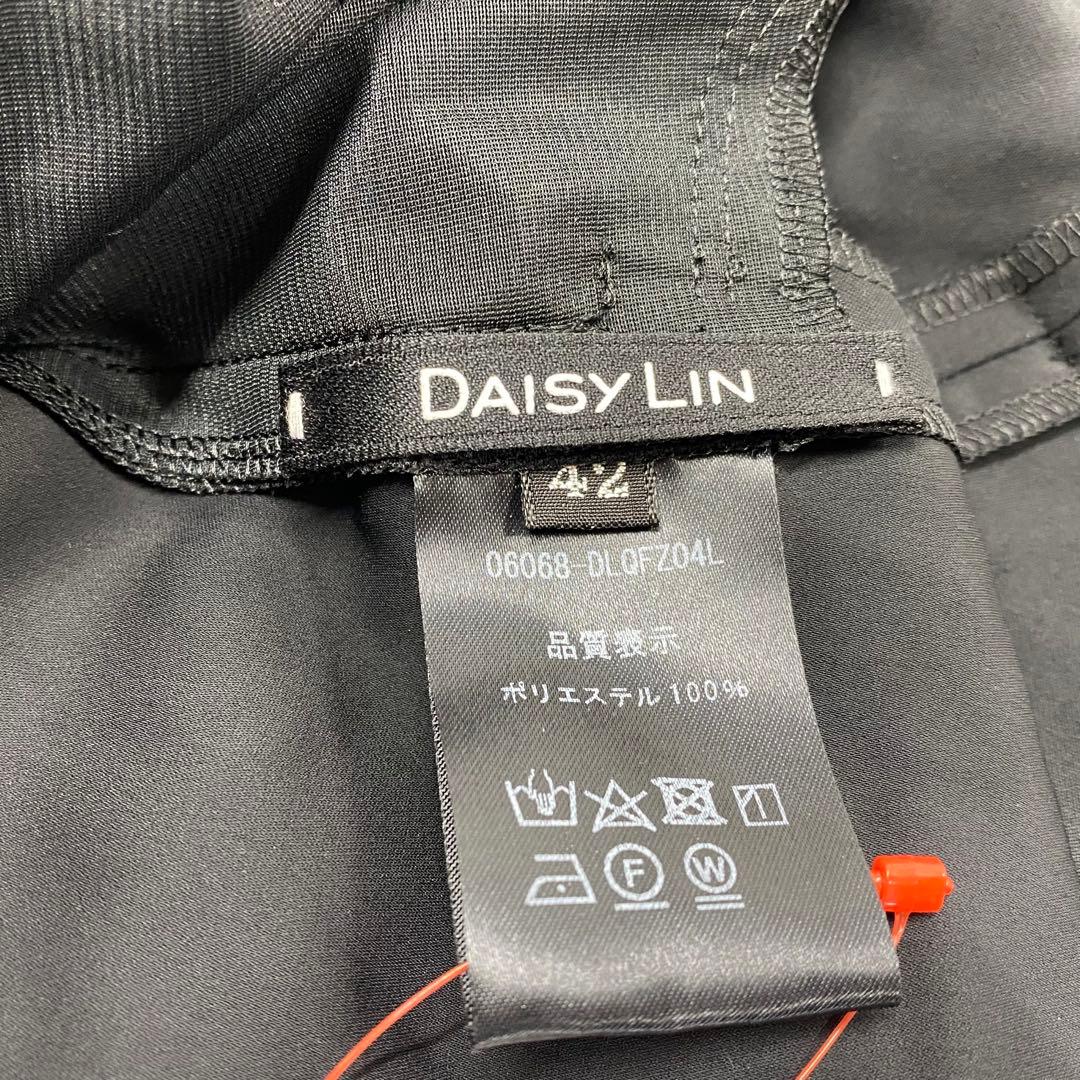 DAISY LIN
42
06068-DLQFZ04L
品質表示
ポリエステル 100%
F W